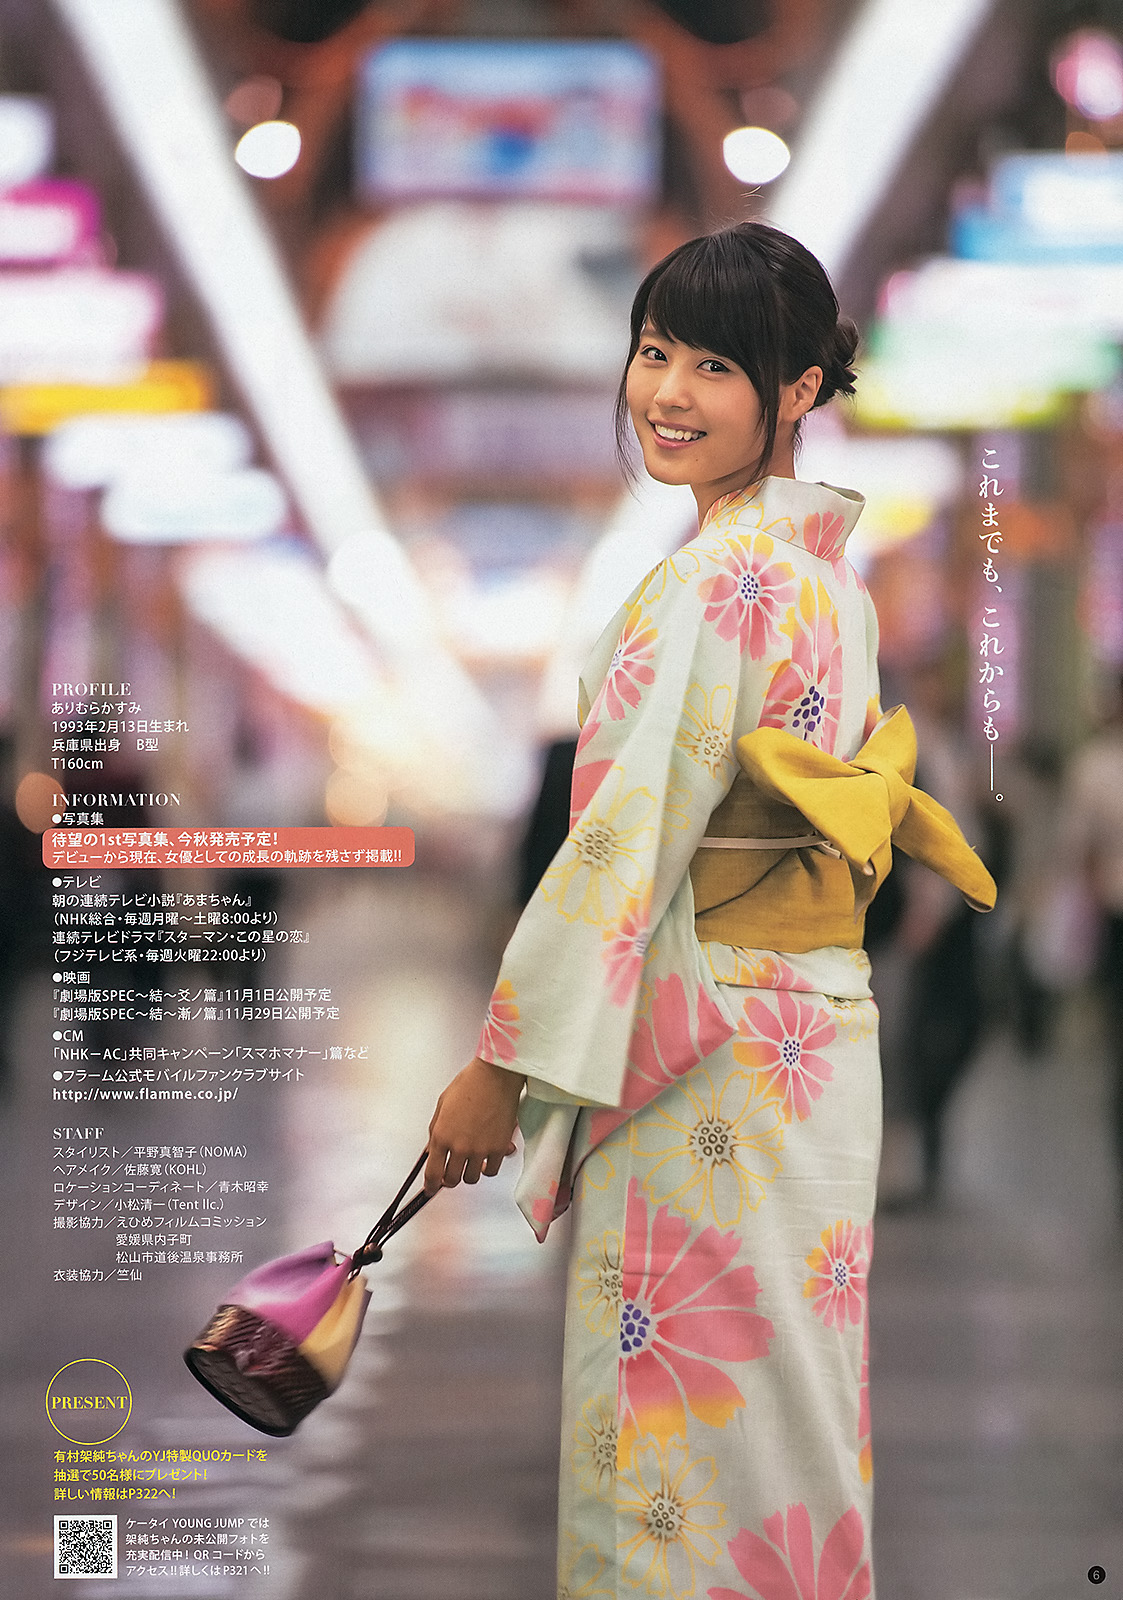 これまでも、これからも――。
PROFILE
ありむらかすみ
1993年2月13日生まれ
兵庫県出身　B型
T160cm
INFORMATION
●写真集
待望の1st写真集、今秋発売予定！
デビューから現在、女優としての成長の軌跡を残さず掲載!!
●テレビ
朝の連続テレビ小説『あまちゃん』
（NHK総合・毎週月曜～土曜8:00より）
連続テレビドラマ『スターマン・この星の恋』
（フジテレビ系・毎週火曜22:00より）
●映画
『劇場版SPEC～結～爻ノ篇』11月1日公開予定
『劇場版SPEC～結～漸ノ篇』11月29日公開予定
●CM
「NHK－AC」共同キャンペーン「スマホマナー」篇など
●フラーム公式モバイルファンクラブサイト
http://www.flamme.co.jp/
STAFF
スタイリスト／平野真智子（NOMA）
ヘアメイク／佐藤寛（KOHL）
ロケーションコーディネート／青木昭幸
デザイン／小松清一（Tent llc.）
撮影協力／えひめフィルムコミッション
愛媛県内子町
松山市道後温泉事務所
衣装協力／竺仙
PRESENT
有村架純ちゃんのYJ特製QUOカードを
抽選で50名様にプレゼント！
詳しい情報はP322へ！
ケータイ YOUNG JUMP では
架純ちゃんの未公開フォトを
充実配信中！QRコードから
アクセス!!詳しくは P321 へ!!
6